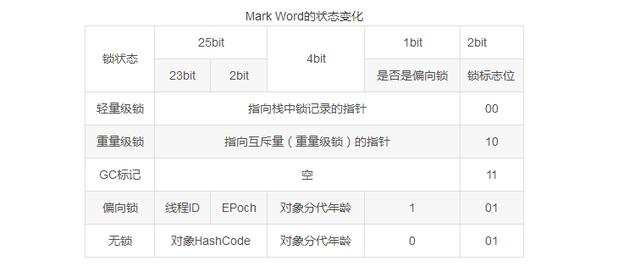 Mark Word的状态变化
锁状态 25bit 4bit 1bit 2bit
23bit 2bit 是否是偏向锁 锁标志位
轻量级锁 指向栈中锁记录的指针 00
重量级锁 指向互斥量（重量级锁）的指针 10
GC标记 空 11
偏向锁 线程ID EPoch 对象分代年龄 1 01
无锁 对象HashCode 对象分代年龄 0 01